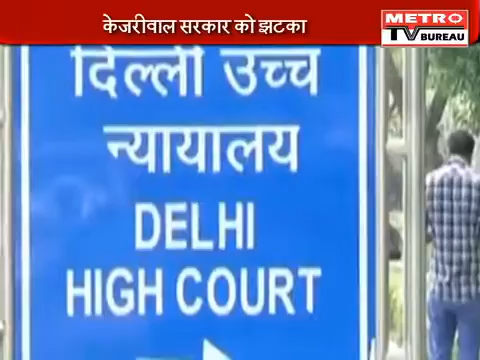 केजरीवाल सरकार को झटका
METRO
TV BUREAU
दिल्ली उच्च
न्यायालय
DELHI
HIGH COURT